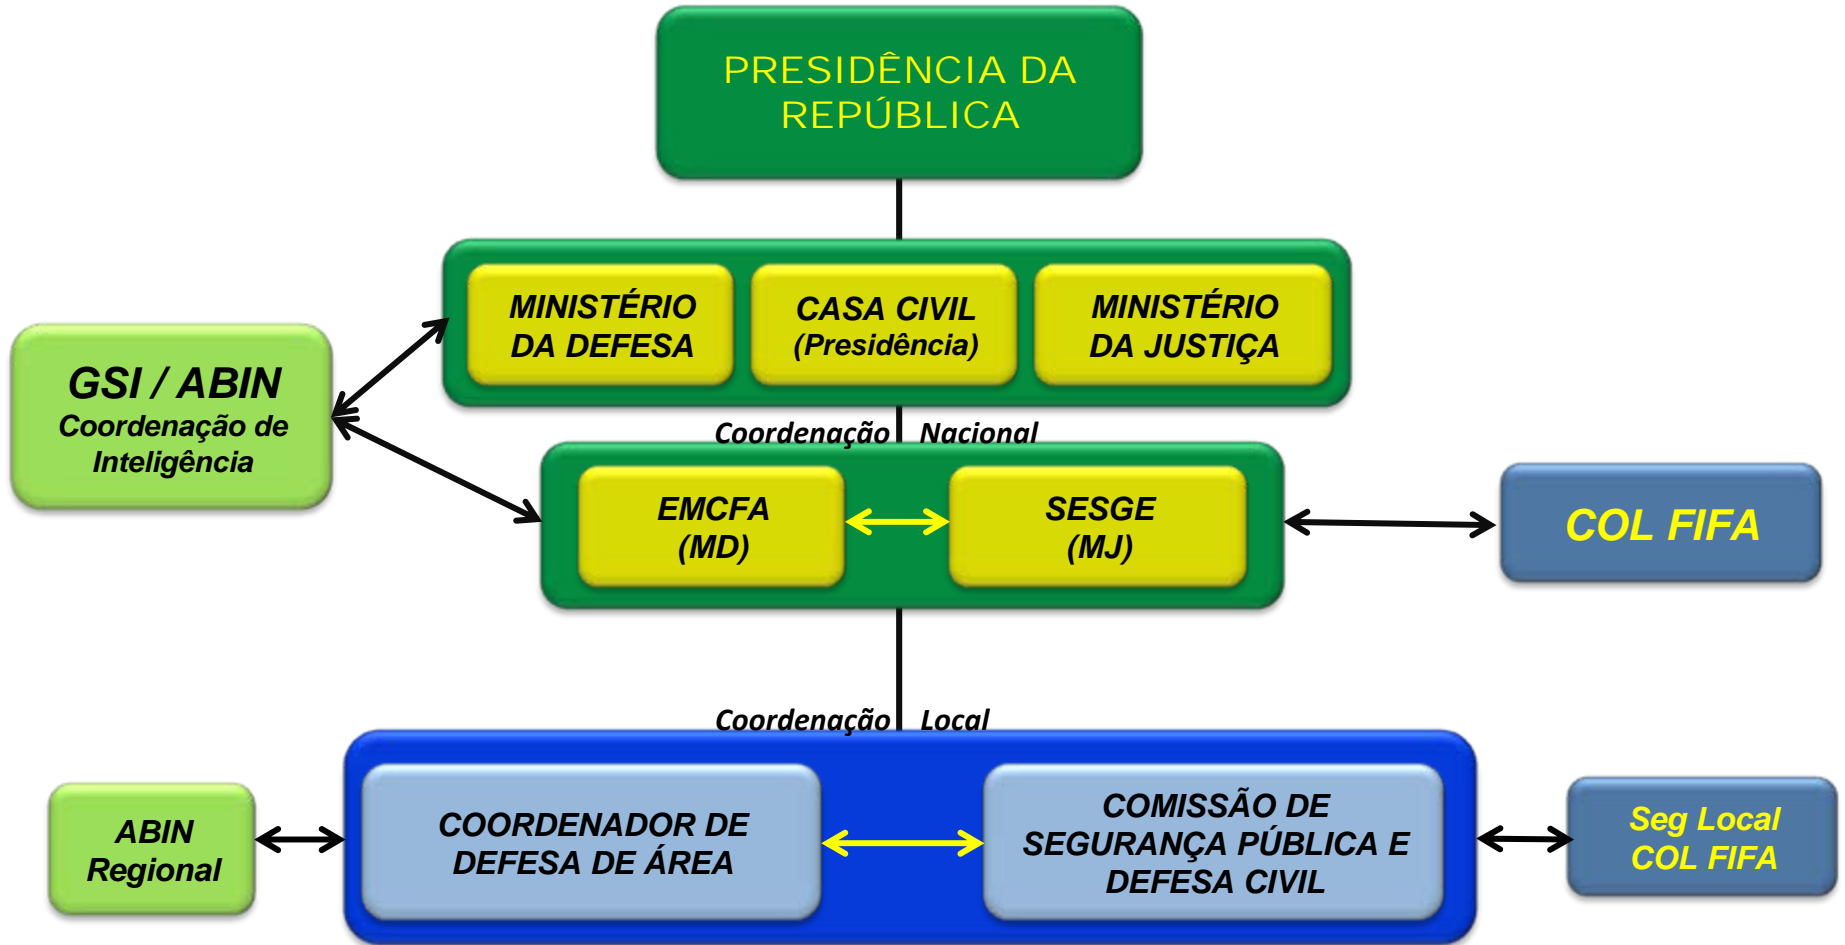 PRESIDÊNCIA DA
REPÚBLICA
MINISTÉRIO
DA DEFESA
CASA CIVIL
(Presidência)
MINISTÉRIO
DA JUSTIÇA
GSI / ABIN
Coordenação de
Inteligência
Coordenação Nacional
EMCFA
(MD)
SESGE
(MJ)
COL FIFA
Coordenação Local
ABIN
Regional
COORDENADOR DE
DEFESA DE ÁREA
COMISSÃO DE
SEGURANÇA PÚBLICA E
DEFESA CIVIL
Seg Local
COL FIFA